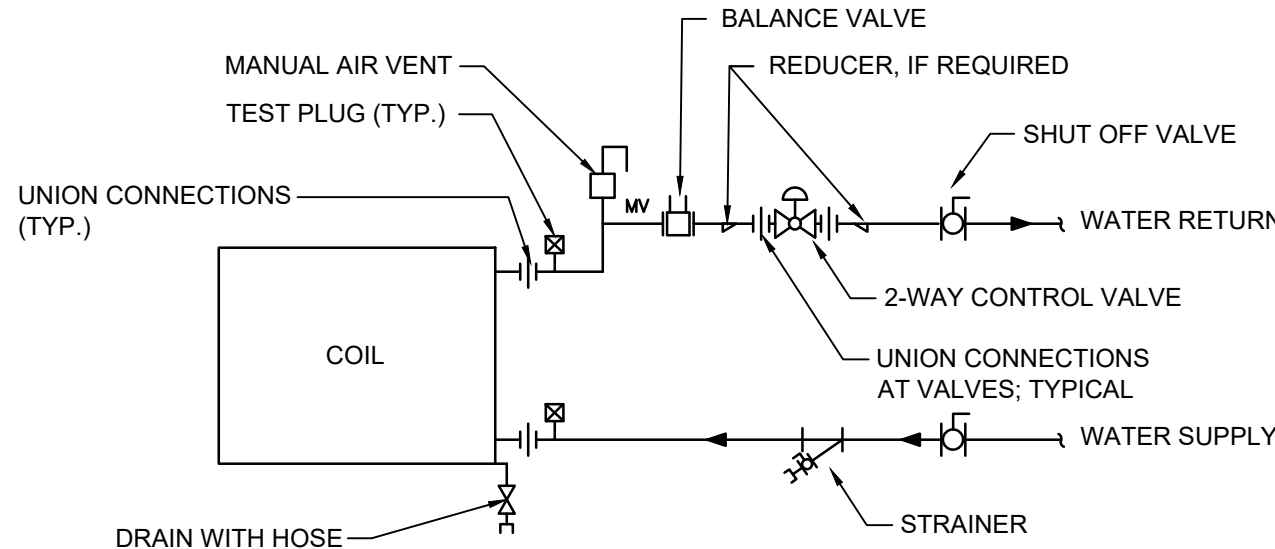 BALANCE VALVE
MANUAL AIR VENT
REDUCER, IF REQUIRED
TEST PLUG (TYP.)
SHUT OFF VALVE
UNION CONNECTIONS
(TYP.)
MV
WATER RETURN
2-WAY CONTROL VALVE
COIL
UNION CONNECTIONS
AT VALVES; TYPICAL
WATER SUPPLY
STRAINER
DRAIN WITH HOSE